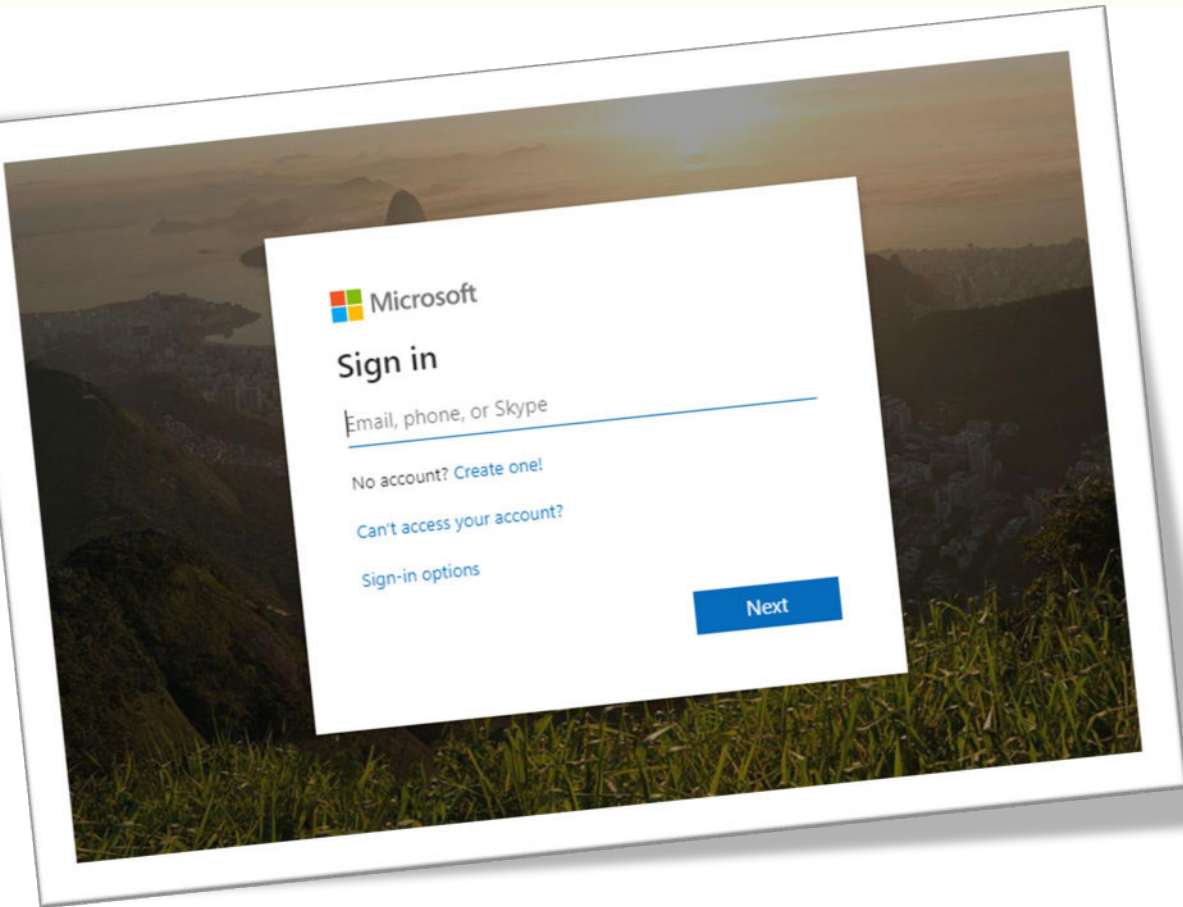 Microsoft
Sign in
Email, phone, or Skype
No account? Create one!
Can't access your account?
Sign-in options
Next